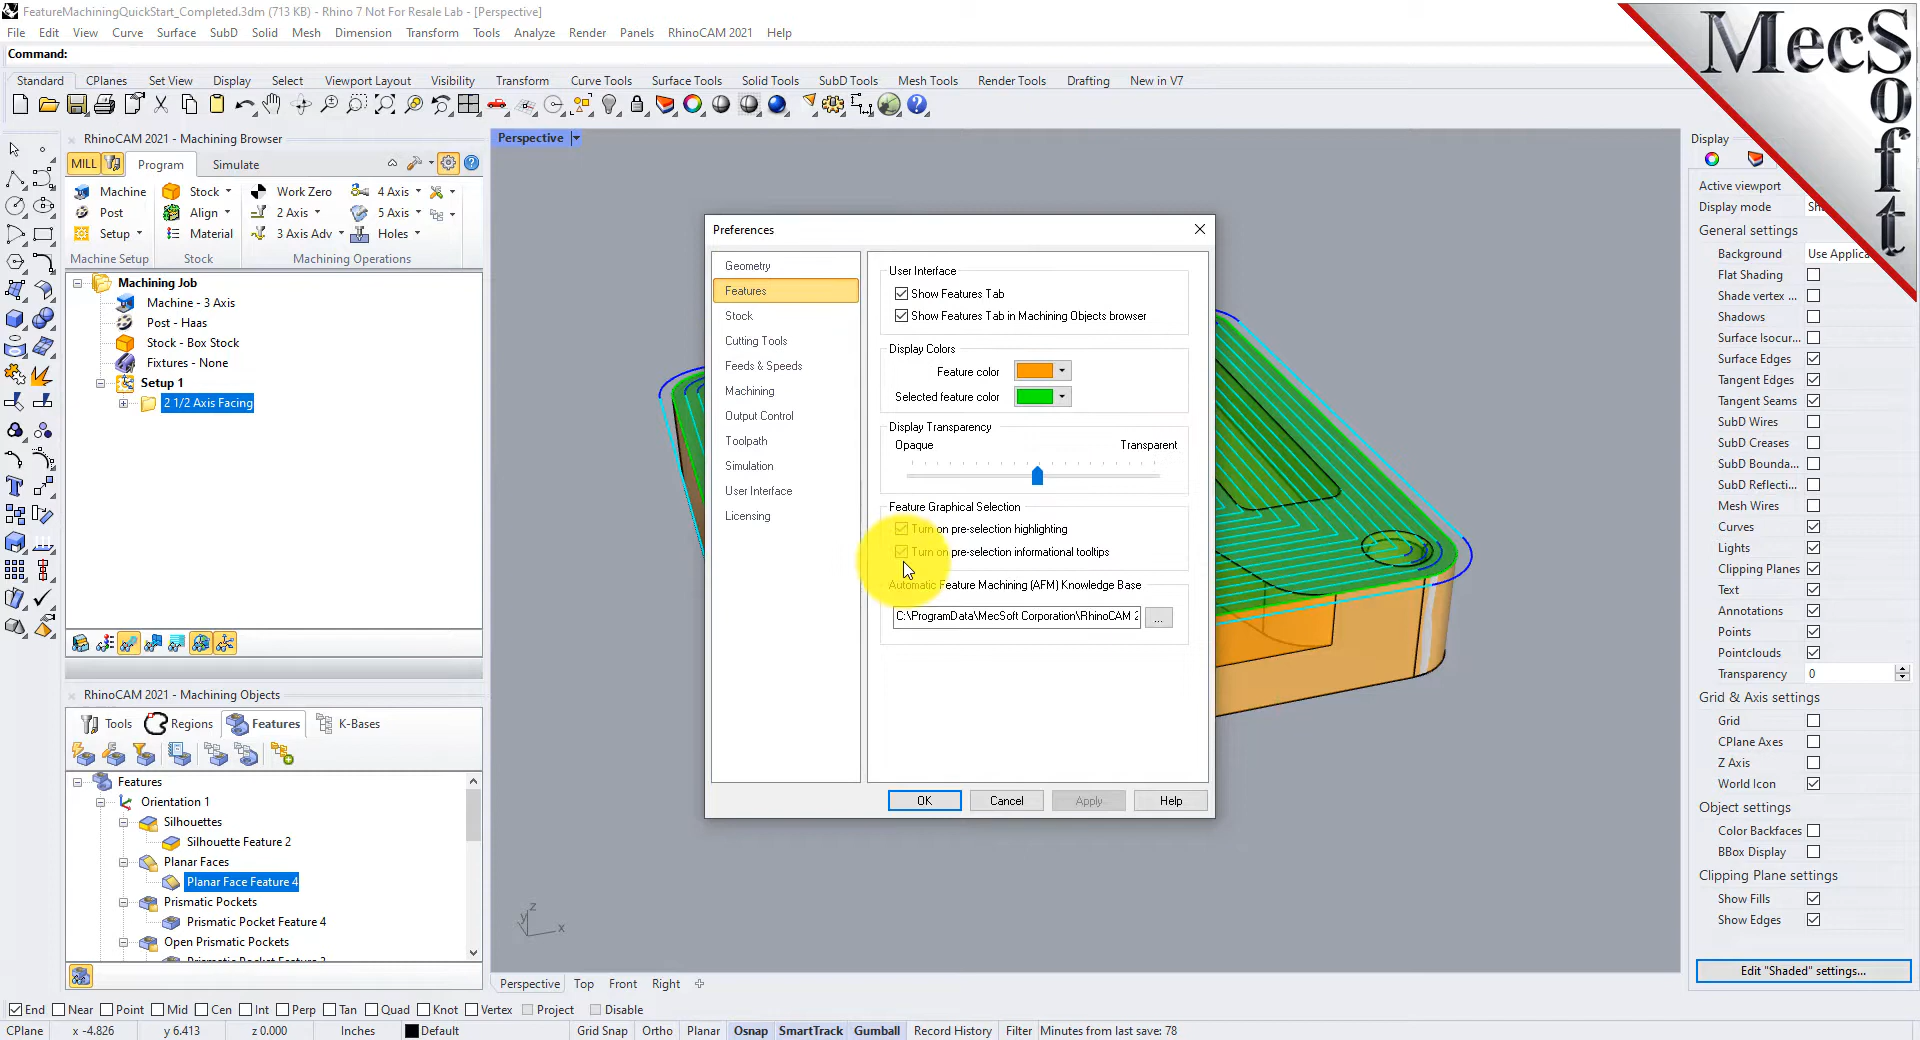 FeatureMachiningQuickStart_Completed.3dm (713 KB) - Rhino 7 Not For Resale Lab - [Perspective]
File Edit View Curve Surface SubD Solid Mesh Dimension Transform Tools Analyze Render Panels RhinoCAM 2021 Help
Command:
Standard CPlanes Set View Display Select Viewport Layout Visibility Transform Curve Tools Surface Tools Solid Tools SubD Tools Mesh Tools Render Tools Drafting New in V7
MecSoft
RhinoCAM 2021 - Machining Browser
MILL Program Simulate
Machine Stock Work Zero 4 Axis
Post Align 2 Axis 5 Axis
Setup Material 3 Axis Adv Holes
Machine Setup Stock Machining Operations
Machining Job
Machine - 3 Axis
Post - Haas
Stock - Box Stock
Fixtures - None
Setup 1
2 1/2 Axis Facing
RhinoCAM 2021 - Machining Objects
Tools Regions Features K-Bases
Features
Orientation 1
Silhouettes
Silhouette Feature 2
Planar Faces
Planar Face Feature 4
Prismatic Pockets
Prismatic Pocket Feature 4
Open Prismatic Pockets
Perspective
Preferences
Geometry
Features
Stock
Cutting Tools
Feeds & Speeds
Machining
Output Control
Toolpath
Simulation
User Interface
Licensing
User Interface
Show Features Tab
Show Features Tab in Machining Objects browser
Display Colors
Feature color
Selected feature color
Display Transparency
Opaque Transparent
Feature Graphical Selection
Turn on pre-selection highlighting
Turn on pre-selection informational tooltips
Automatic Feature Machining (AFM) Knowledge Base
C:\ProgramData\MecSoft Corporation\RhinoCAM 2 ...
OK Cancel Apply Help
z
y
x
Display
Active viewport
Display mode
General settings
Background Use Applica
Flat Shading
Shade vertex ...
Shadows
Surface Isocur...
Surface Edges
Tangent Edges
Tangent Seams
SubD Wires
SubD Creases
SubD Bounda...
SubD Reflecti...
Mesh Wires
Curves
Lights
Clipping Planes
Text
Annotations
Points
Pointclouds
Transparency 0
Grid & Axis settings
Grid
CPlane Axes
Z Axis
World Icon
Object settings
Color Backfaces
BBox Display
Clipping Plane settings
Show Fills
Show Edges
Edit "Shaded" settings...
Perspective Top Front Right
End Near Point Mid Cen Int Perp Tan Quad Knot Vertex Project Disable
CPlane x -4.826 y 6.413 z 0.000 Inches Default Grid Snap Ortho Planar Osnap SmartTrack Gumball Record History Filter Minutes from last save: 78